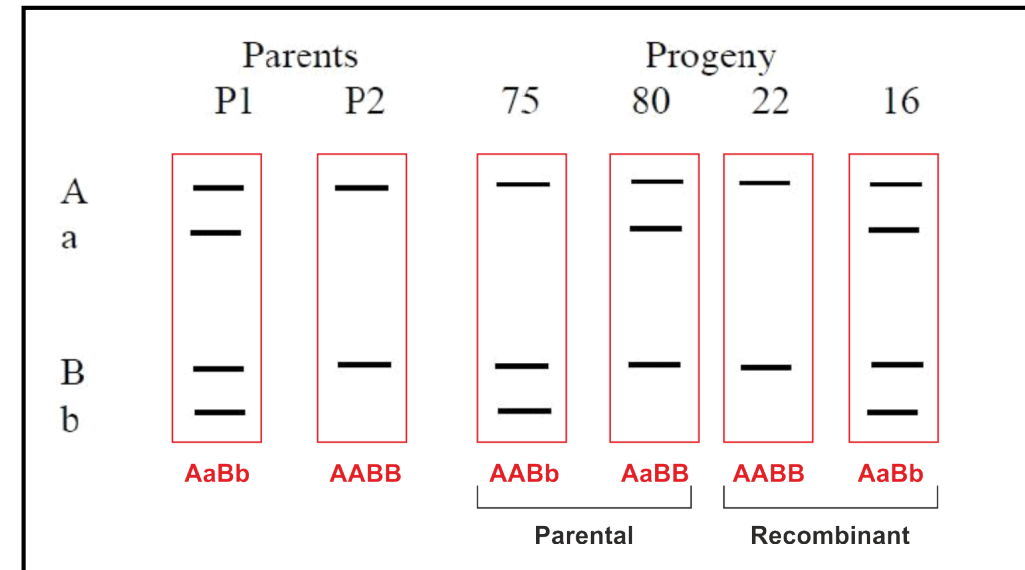 Parents Progeny
P1 P2 75 80 22 16
A
a
B
b
AaBb AABB AABb AaBB AABB AaBb
Parental Recombinant